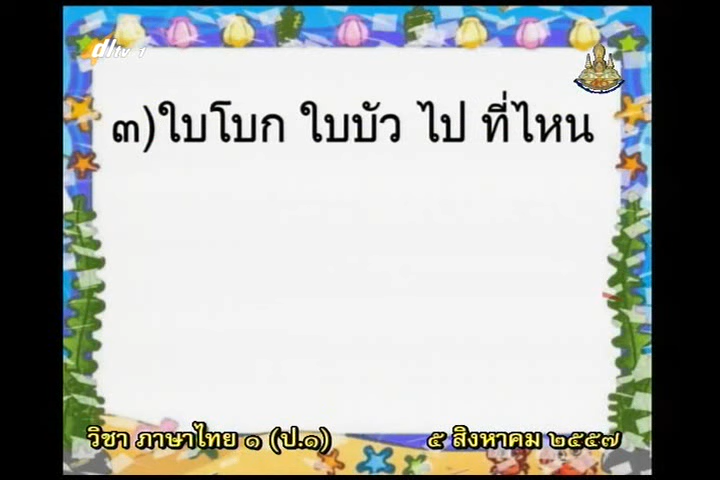 dltv-1
๓)ใบโบก ใบบัว ไป ที่ไหน
วิชา ภาษาไทย ๑ (ป.๑)
๕ สิงหาคม ๒๕๕๗